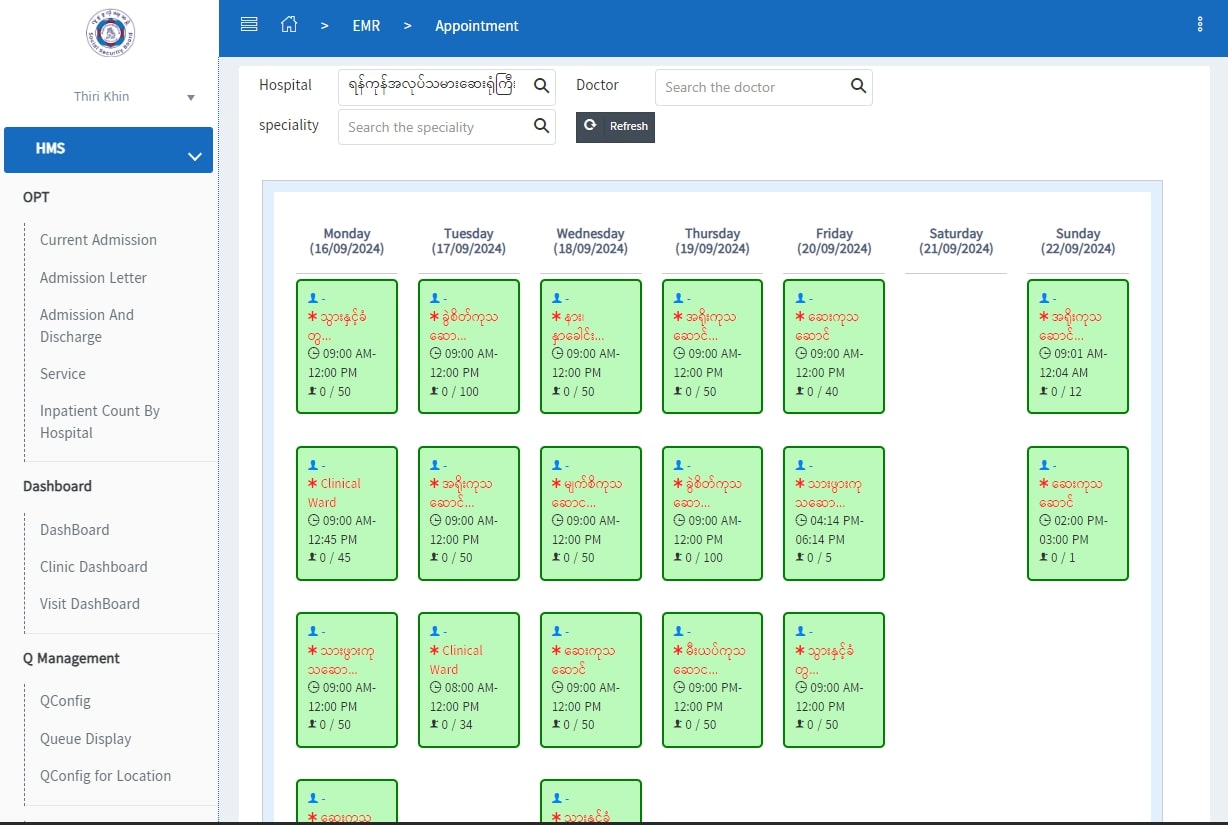 Social Security Board
Thiri Khin
HMS
OPT
Current Admission
Admission Letter
Admission And
Discharge
Service
Inpatient Count By
Hospital
Dashboard
DashBoard
Clinic Dashboard
Visit DashBoard
Q Management
QConfig
Queue Display
QConfig for Location
> EMR > Appointment
Hospital ရန်ကုန်အလုပ်သမားဆေးရုံကြီး Doctor Search the doctor
speciality Search the speciality Refresh
Monday
(16/09/2024)
Tuesday
(17/09/2024)
Wednesday
(18/09/2024)
Thursday
(19/09/2024)
Friday
(20/09/2024)
Saturday
(21/09/2024)
Sunday
(22/09/2024)
-
* သွားနှင့်ခံ
တွ...
09:00 AM-
12:00 PM
0 / 50
-
* ခွဲစိတ်ကုသ
ဆော...
09:00 AM-
12:00 PM
0 / 100
-
* နား၊
နှာခေါင်း...
09:00 AM-
12:00 PM
0 / 50
-
* အရိုးကုသ
ဆောင်...
09:00 AM-
12:00 PM
0 / 50
-
* ဆေးကုသ
ဆောင်
09:00 AM-
12:00 PM
0 / 40
-
* အရိုးကုသ
ဆောင်...
09:01 AM-
12:04 AM
0 / 12
-
* Clinical
Ward
09:00 AM-
12:45 PM
0 / 45
-
* အရိုးကုသ
ဆောင်...
09:00 AM-
12:00 PM
0 / 50
-
* မျက်စိကုသ
ဆောင...
09:00 AM-
12:00 PM
0 / 50
-
* ခွဲစိတ်ကုသ
ဆော...
09:00 AM-
12:00 PM
0 / 100
-
* သားဖွားကု
သဆော...
04:14 PM-
06:14 PM
0 / 5
-
* ဆေးကုသ
ဆောင်
02:00 PM-
03:00 PM
0 / 1
-
* သားဖွားကု
သဆော...
09:00 AM-
12:00 PM
0 / 50
-
* Clinical
Ward
08:00 AM-
12:00 PM
0 / 34
-
* ဆေးကုသ
ဆောင်
09:00 AM-
12:00 PM
0 / 50
-
* မီးယပ်ကုသ
ဆောင...
09:00 PM-
12:00 PM
0 / 50
-
* သွားနှင့်ခံ
တွ...
09:00 AM-
12:00 PM
0 / 50
-
* ဆေးကုသ
-
* သွားနှင့်ခံ